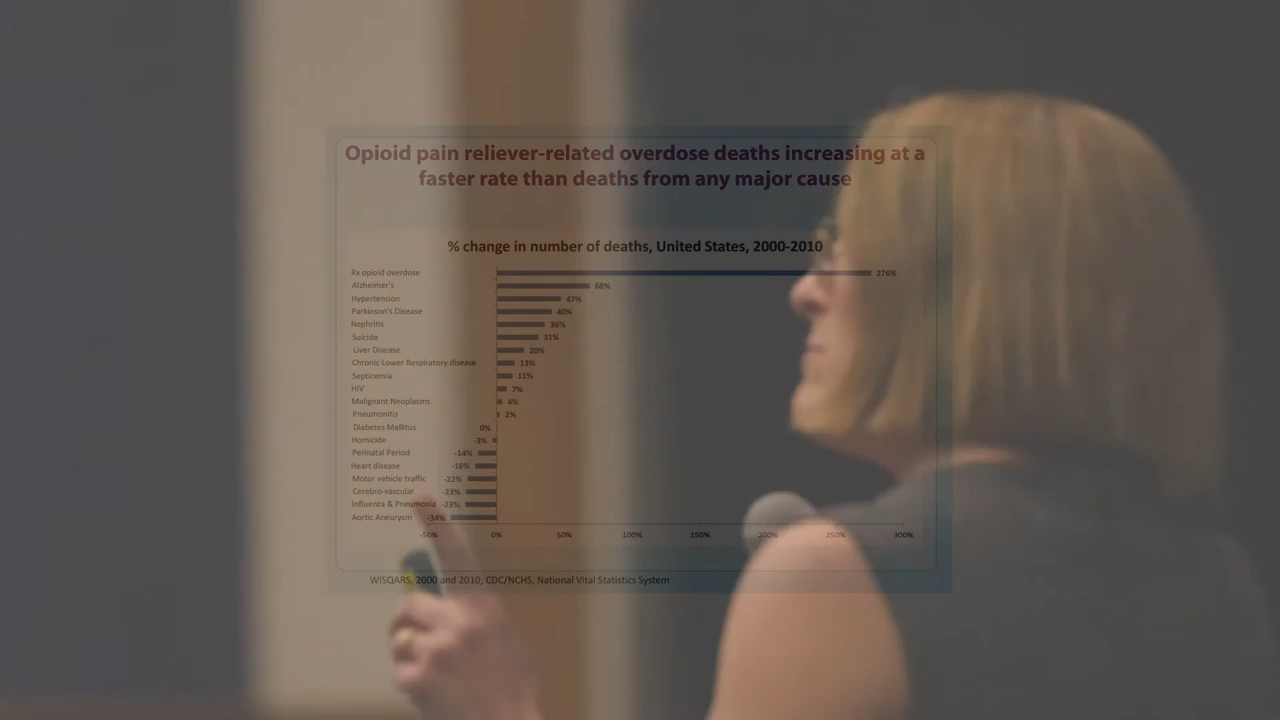 Opioid pain reliever-related overdose deaths increasing at a
faster rate than deaths from any major cause
% change in number of deaths, United States, 2000-2010
Rx opioid overdose 276%
Alzheimer's 68%
Hypertension 47%
Parkinson's Disease 40%
Nephritis 36%
Suicide 31%
Liver Disease 20%
Chronic Lower Respiratory disease 13%
Septicemia 11%
HIV 7%
Malignant Neoplasms 4%
Pneumonitis 2%
Diabetes Mellitus 0%
Homicide -3%
Perinatal Period -14%
Heart disease -16%
Motor vehicle traffic -22%
Cerebro-vascular -23%
Influenza & Pneumonia -23%
Aortic Aneurysm -34%
-50% 0% 50% 100% 150% 200% 250% 300%
WISQARS, 2000 and 2010; CDC/NCHS, National Vital Statistics System